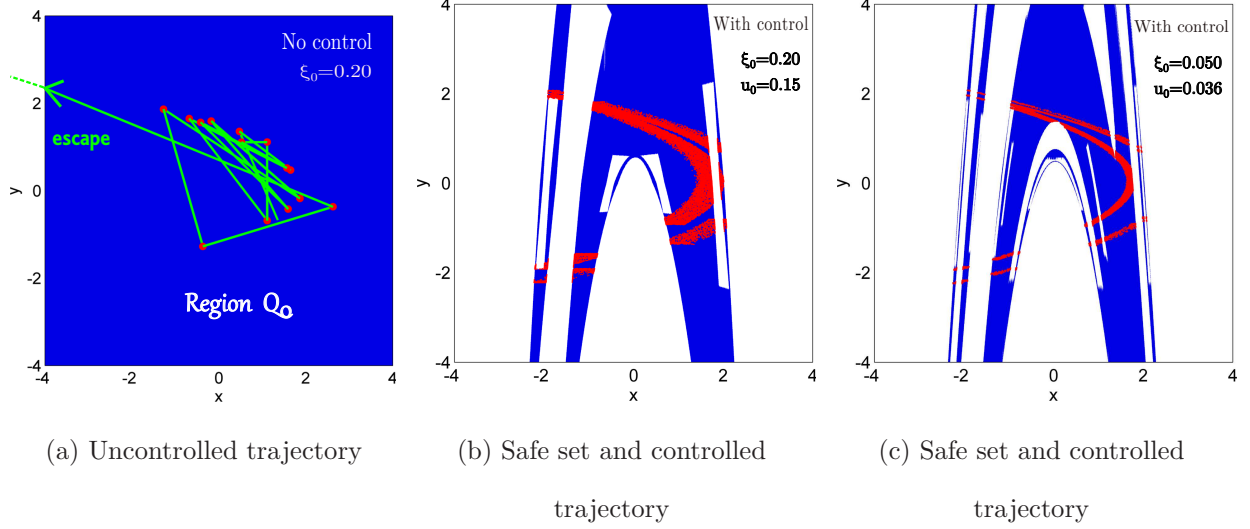 4
2
0
-2
-4
y
-4
-2
0
2
4
x
No control
ξ₀=0.20
escape
Region Q₀
(a) Uncontrolled trajectory
4
2
0
-2
-4
y
-4
-2
0
2
4
x
With control
ξ₀=0.20
u₀=0.15
(b) Safe set and controlled
trajectory
4
2
0
-2
-4
y
-4
-2
0
2
4
x
With control
ξ₀=0.050
u₀=0.036
(c) Safe set and controlled
trajectory